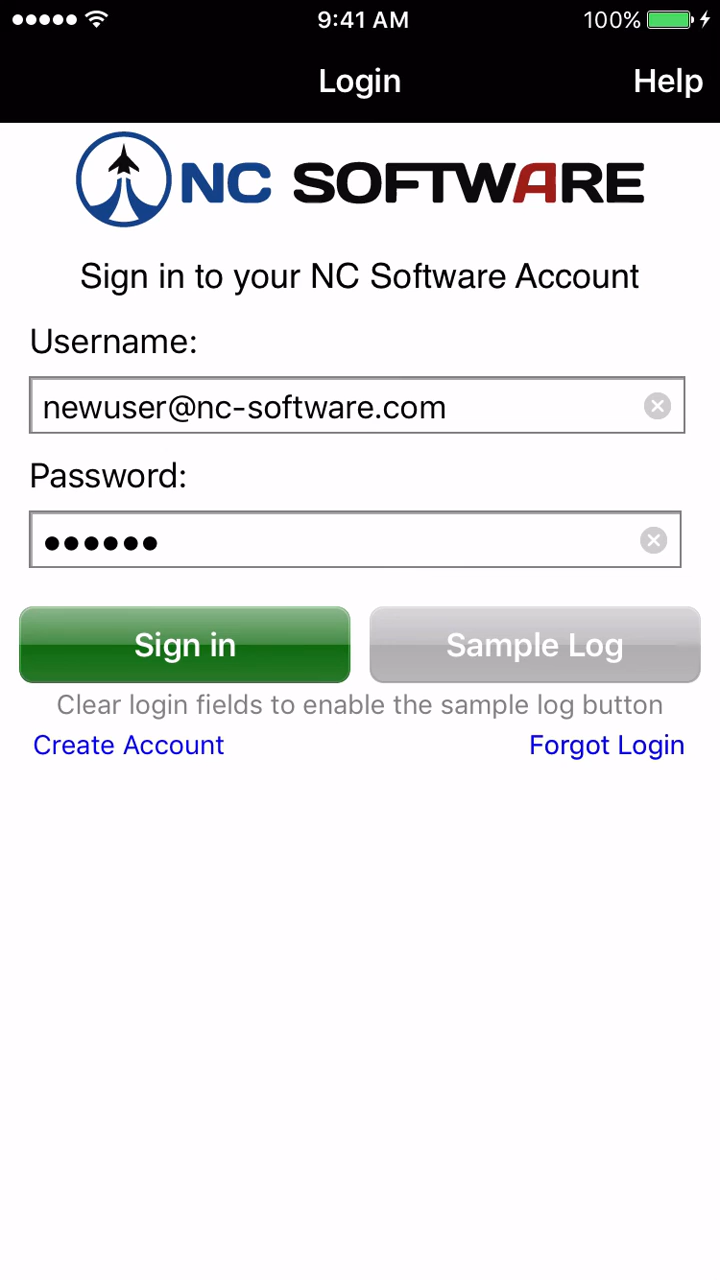 9:41 AM 100%
Login Help
NC SOFTWARE
Sign in to your NC Software Account
Username:
newuser@nc-software.com
Password:
●●●●●●
Sign in Sample Log
Clear login fields to enable the sample log button
Create Account Forgot Login